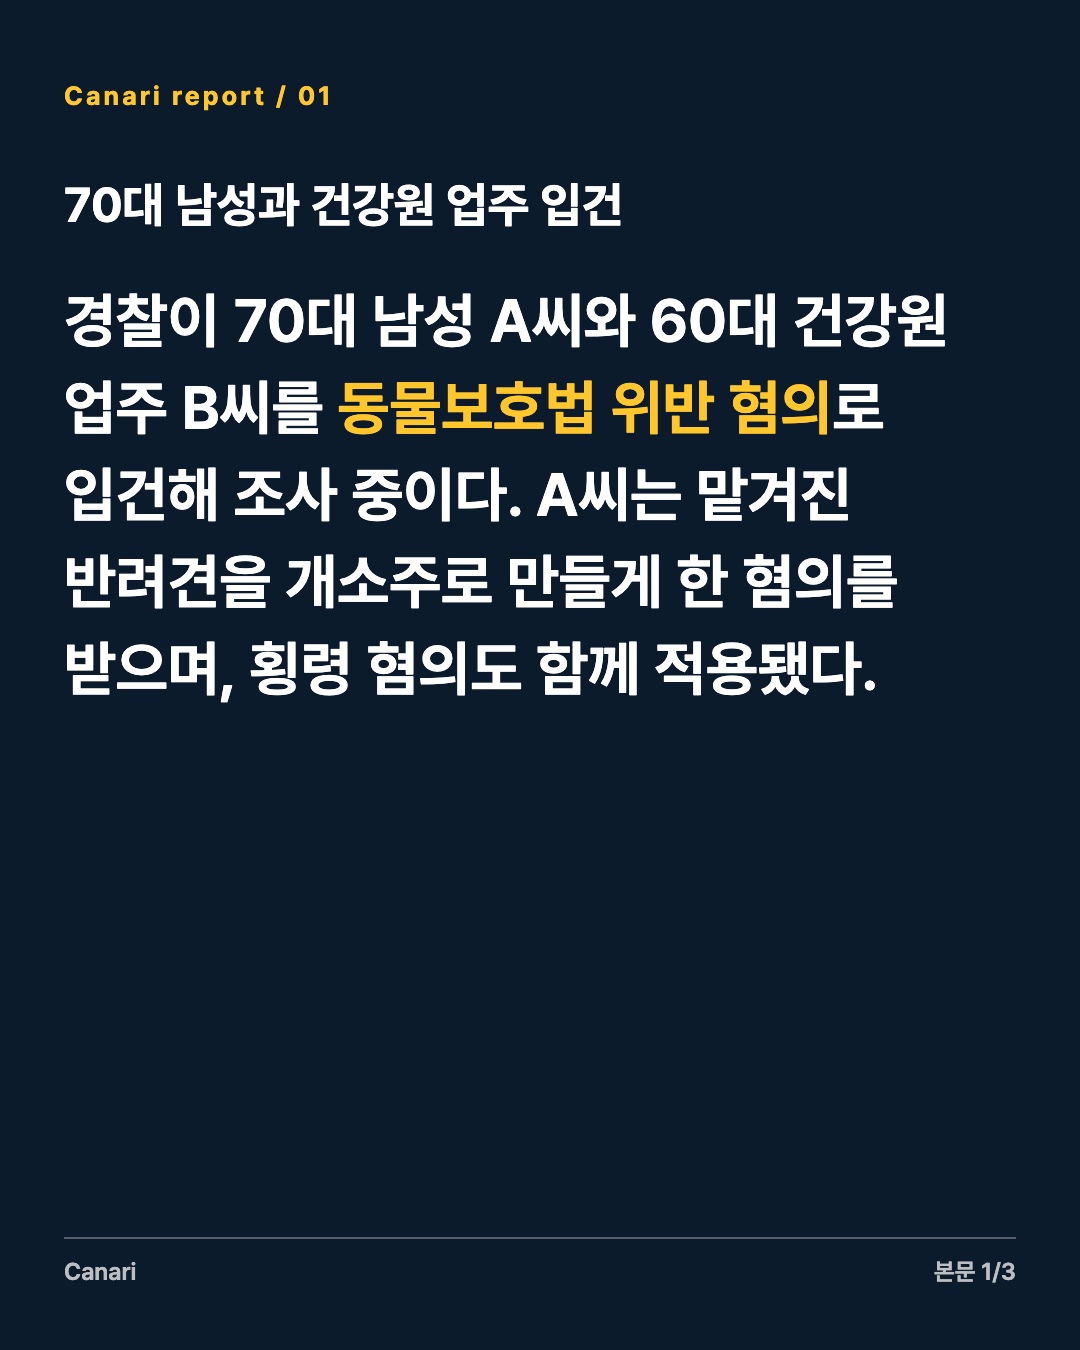 Canari report / 01
70대 남성과 건강원 업주 입건
경찰이 70대 남성 A씨와 60대 건강원
업주 B씨를 동물보호법 위반 혐의로
입건해 조사 중이다. A씨는 맡겨진
반려견을 개소주로 만들게 한 혐의를
받으며, 횡령 혐의도 함께 적용됐다.
Canari
본문 1/3